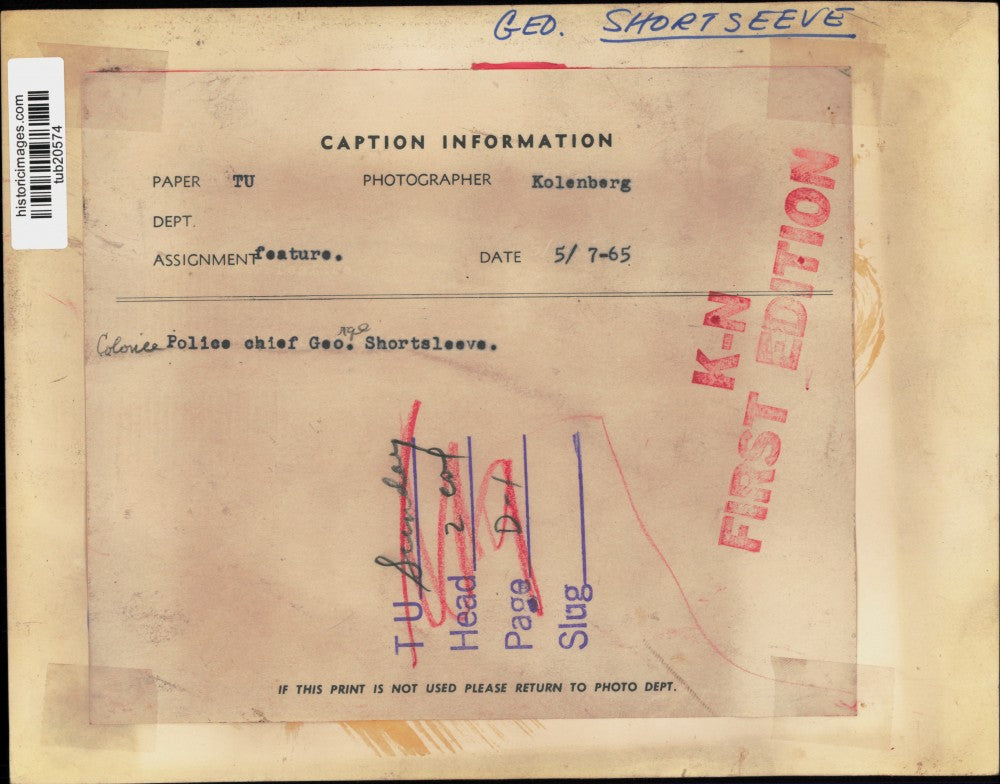 GEO. SHORTSEEVE
historicimages.com
tub20574
CAPTION INFORMATION
PAPER TU PHOTOGRAPHER Kolenberg
DEPT.
ASSIGNMENT feature. DATE 5/ 7-65
rge
Colonie Police chief Geo. Shortsleeve.
K-N
FIRST EDITION
TU Sunday
Head 2 col
Page D-1
Slug
IF THIS PRINT IS NOT USED PLEASE RETURN TO PHOTO DEPT.